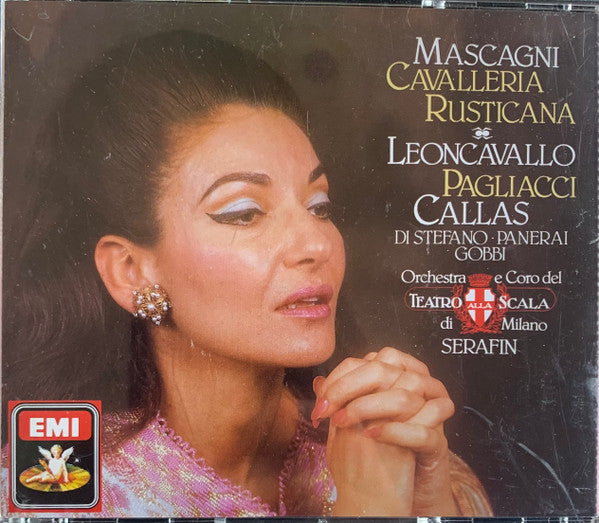 MASCAGNI
CAVALLERIA
RUSTICANA
LEONCAVALLO
PAGLIACCI
CALLAS
DI STEFANO · PANERAI
GOBBI
Orchestra e Coro del
TEATRO ALLA SCALA
di Milano
SERAFIN
EMI